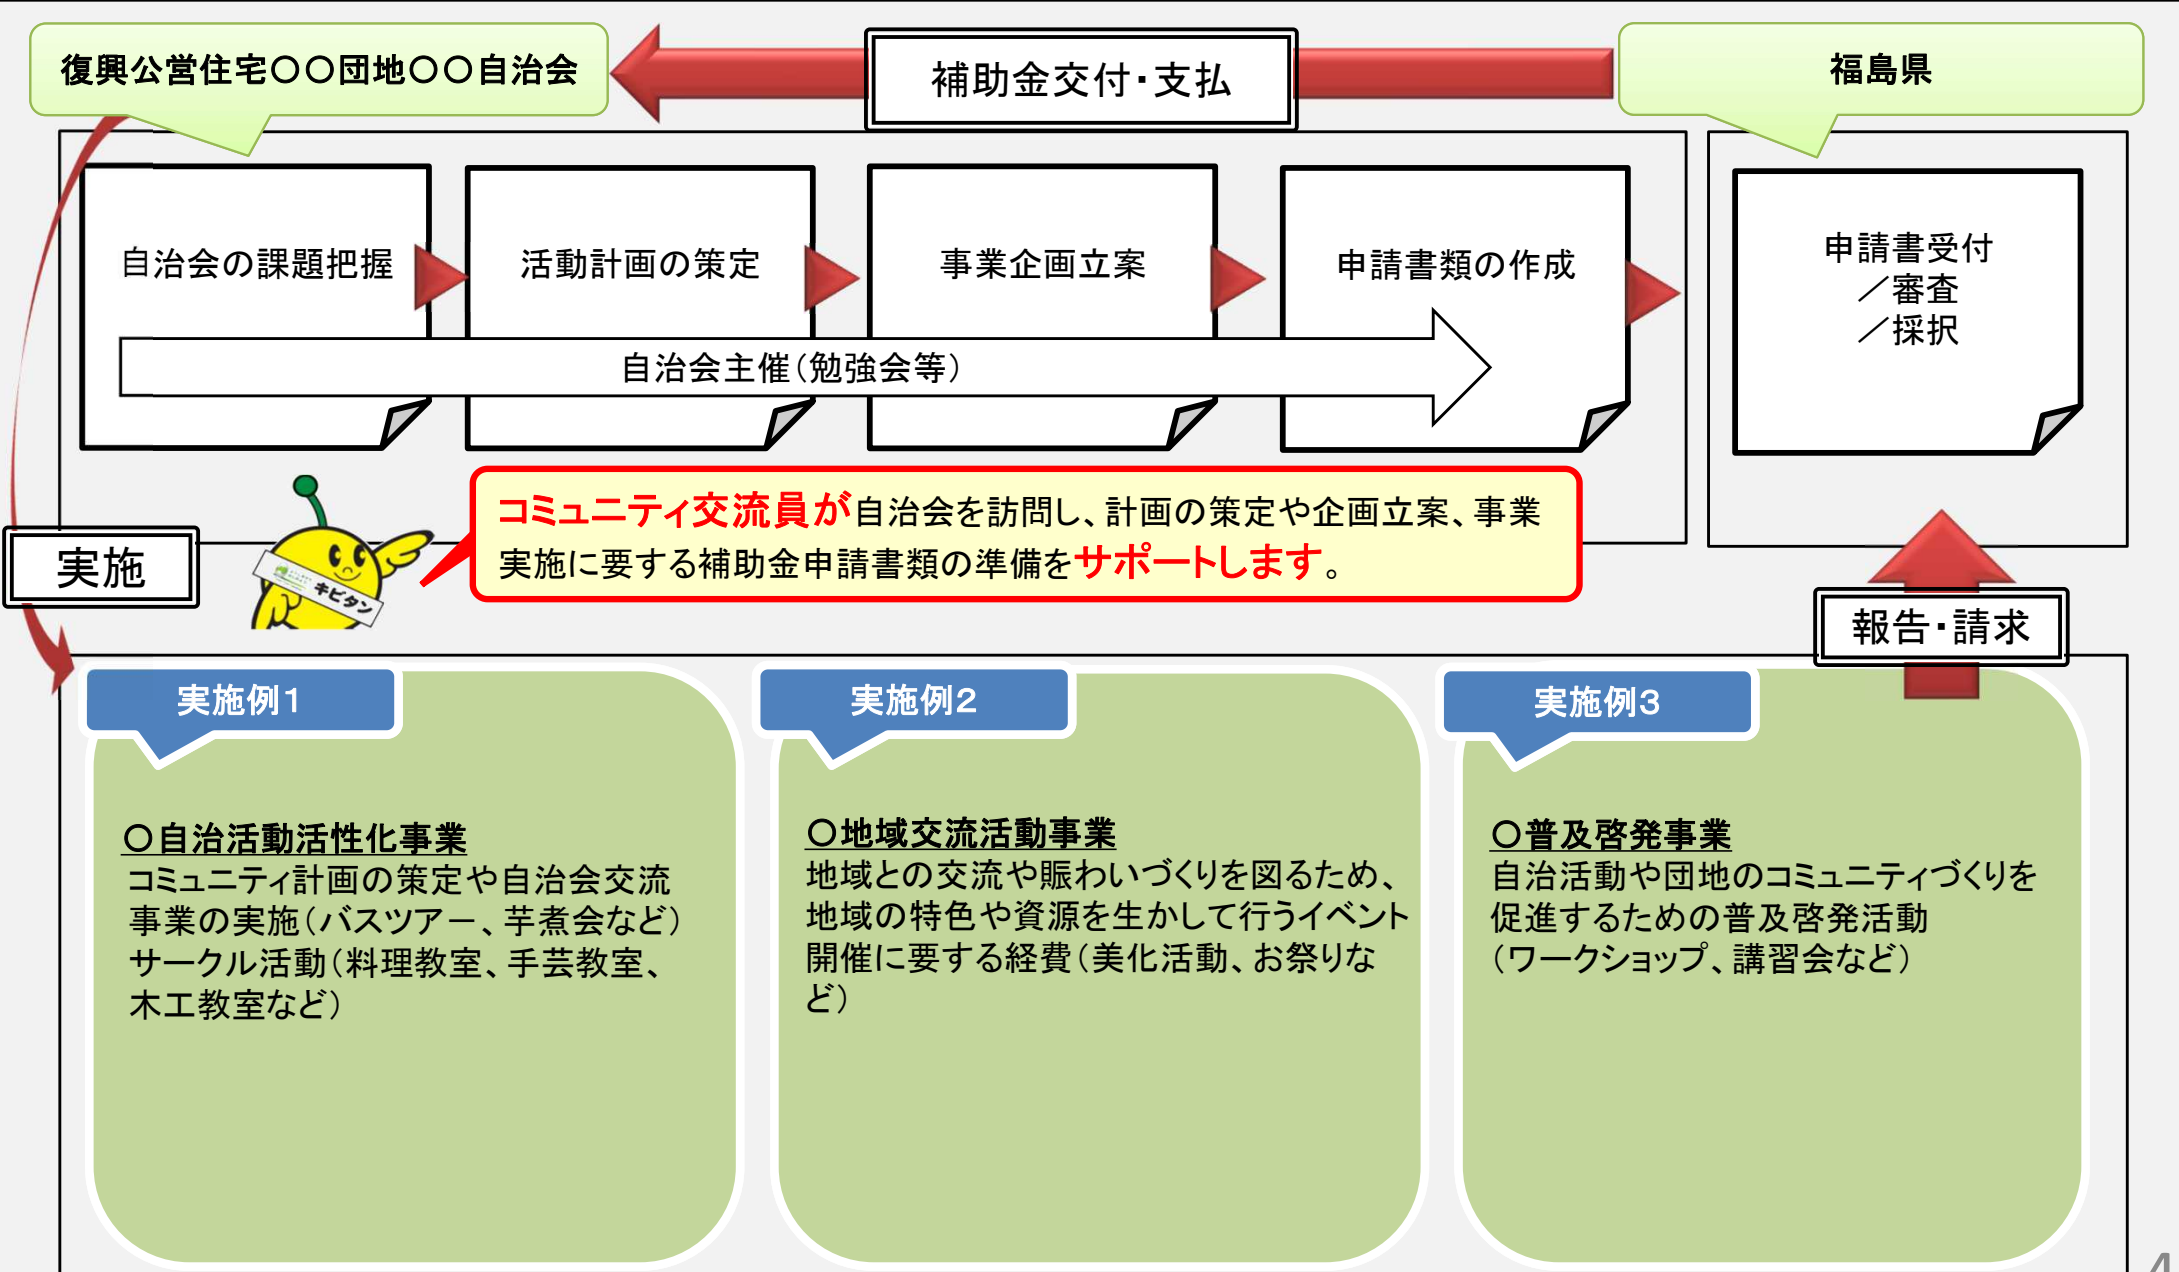 復興公営住宅〇〇団地〇〇自治会
補助金交付・支払
福島県
自治会の課題把握
活動計画の策定
事業企画立案
申請書類の作成
申請書受付
／審査
／採択
自治会主催(勉強会等)
コミュニティ交流員が自治会を訪問し、計画の策定や企画立案、事業
実施に要する補助金申請書類の準備をサポートします。
キビタン
実施
報告・請求
実施例1
〇自治活動活性化事業
コミュニティ計画の策定や自治会交流
事業の実施(バスツアー、芋煮会など)
サークル活動(料理教室、手芸教室、
木工教室など)
実施例2
〇地域交流活動事業
地域との交流や賑わいづくりを図るため、
地域の特色や資源を生かして行うイベント
開催に要する経費(美化活動、お祭りな
ど)
実施例3
〇普及啓発事業
自治活動や団地のコミュニティづくりを
促進するための普及啓発活動
(ワークショップ、講習会など)
4